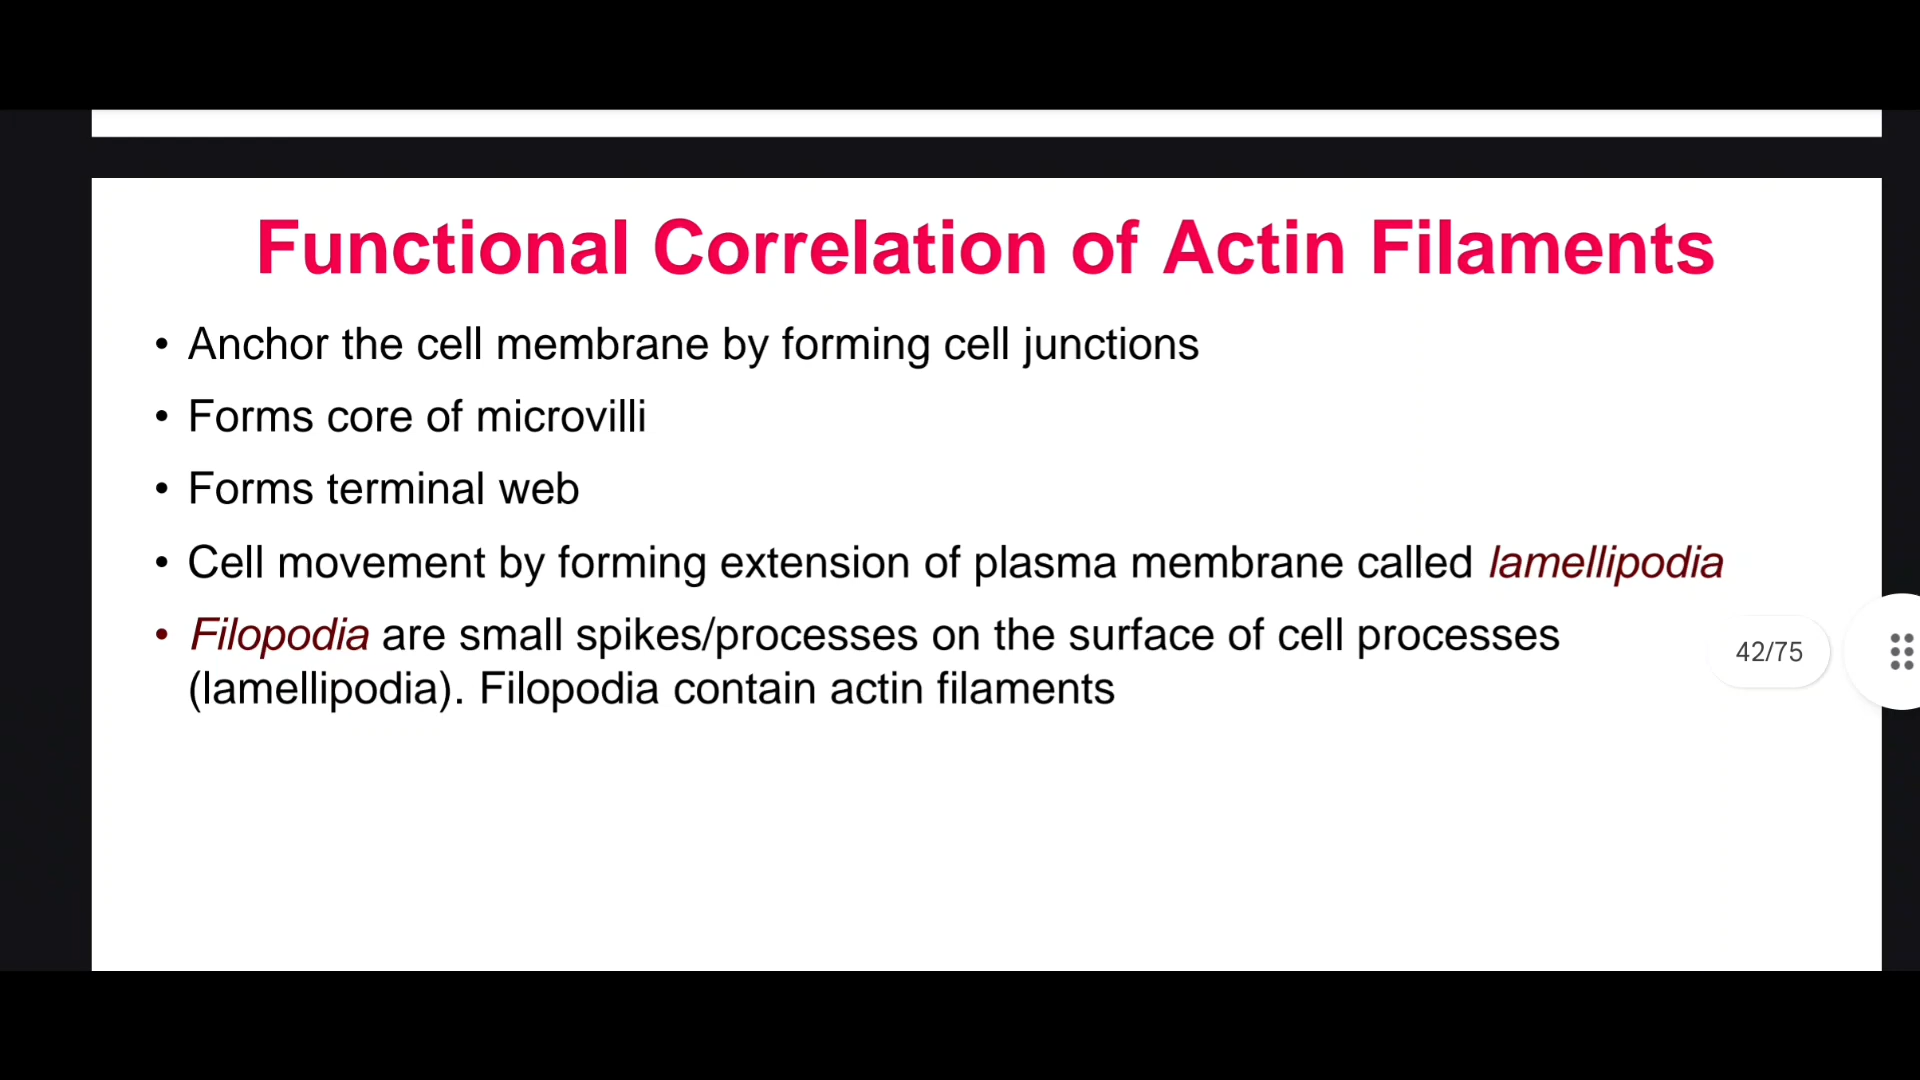 Functional Correlation of Actin Filaments
• Anchor the cell membrane by forming cell junctions
• Forms core of microvilli
• Forms terminal web
• Cell movement by forming extension of plasma membrane called lamellipodia
• Filopodia are small spikes/processes on the surface of cell processes
(lamellipodia). Filopodia contain actin filaments
42/75